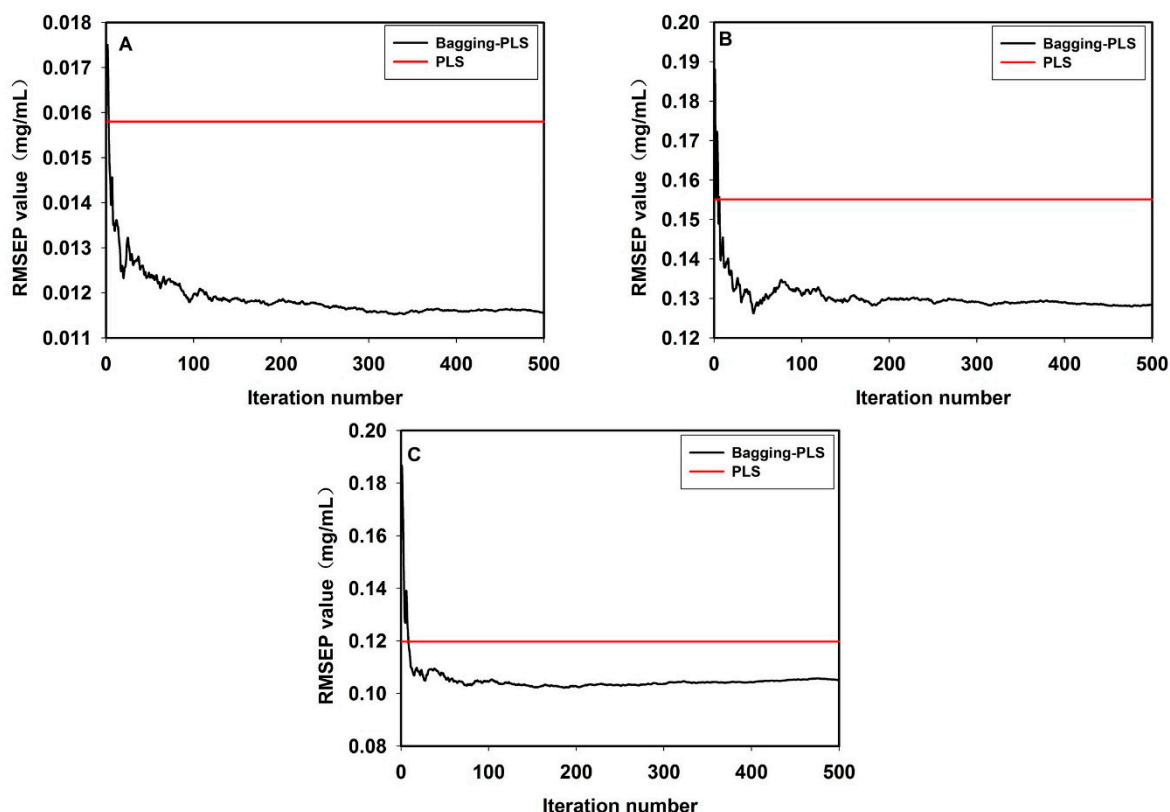 A
Bagging-PLS
PLS
0.018
0.017
0.016
0.015
0.014
0.013
0.012
0.011
RMSEP value（mg/mL）
0 100 200 300 400 500
Iteration number
B
Bagging-PLS
PLS
0.20
0.19
0.18
0.17
0.16
0.15
0.14
0.13
0.12
RMSEP value（mg/mL）
0 100 200 300 400 500
Iteration number
C
Bagging-PLS
PLS
0.20
0.18
0.16
0.14
0.12
0.10
0.08
RMSEP value（mg/mL）
0 100 200 300 400 500
Iteration number